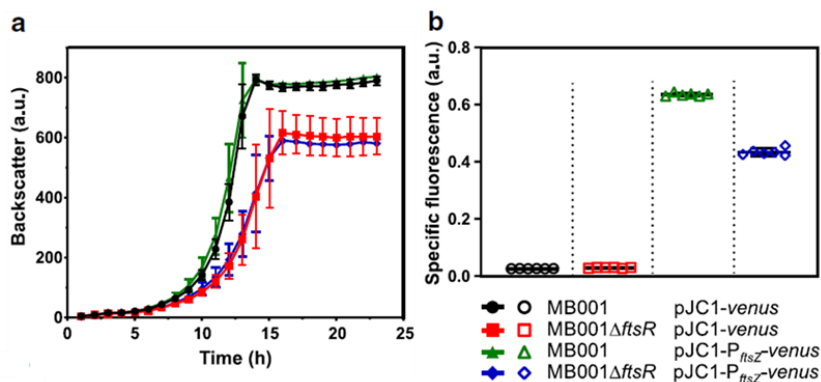 a
Backscatter (a.u.)
800
600
400
200
0
0 5 10 15 20 25
Time (h)
b
Specific fluorescence (a.u.)
0.8
0.6
0.4
0.2
0.0
MB001 pJC1-venus
MB001ΔftsR pJC1-venus
MB001 pJC1-PftsZ-venus
MB001ΔftsR pJC1-PftsZ-venus